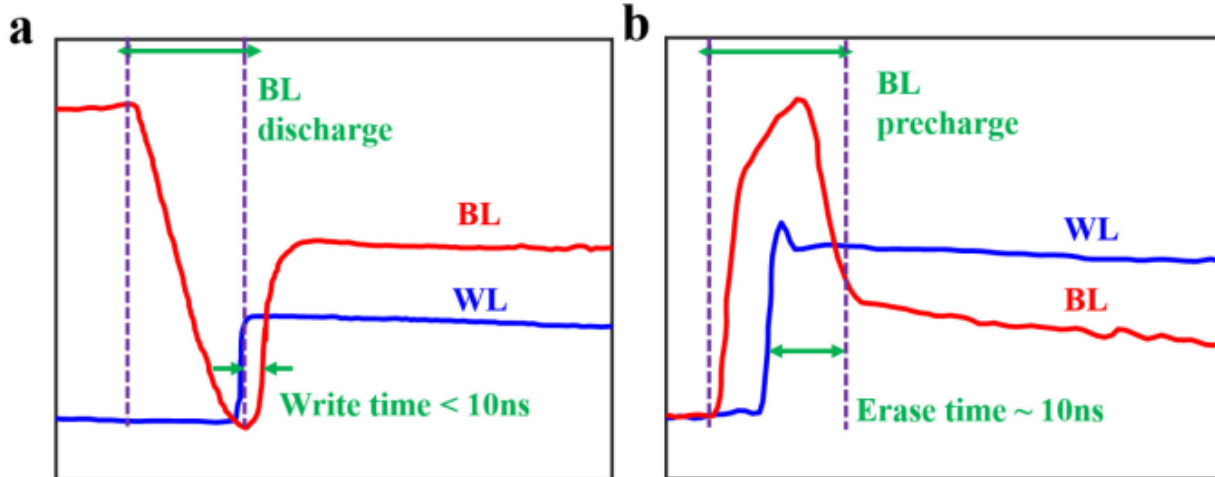 a
BL
discharge
BL
WL
Write time < 10ns
b
BL
precharge
WL
BL
Erase time ~ 10ns